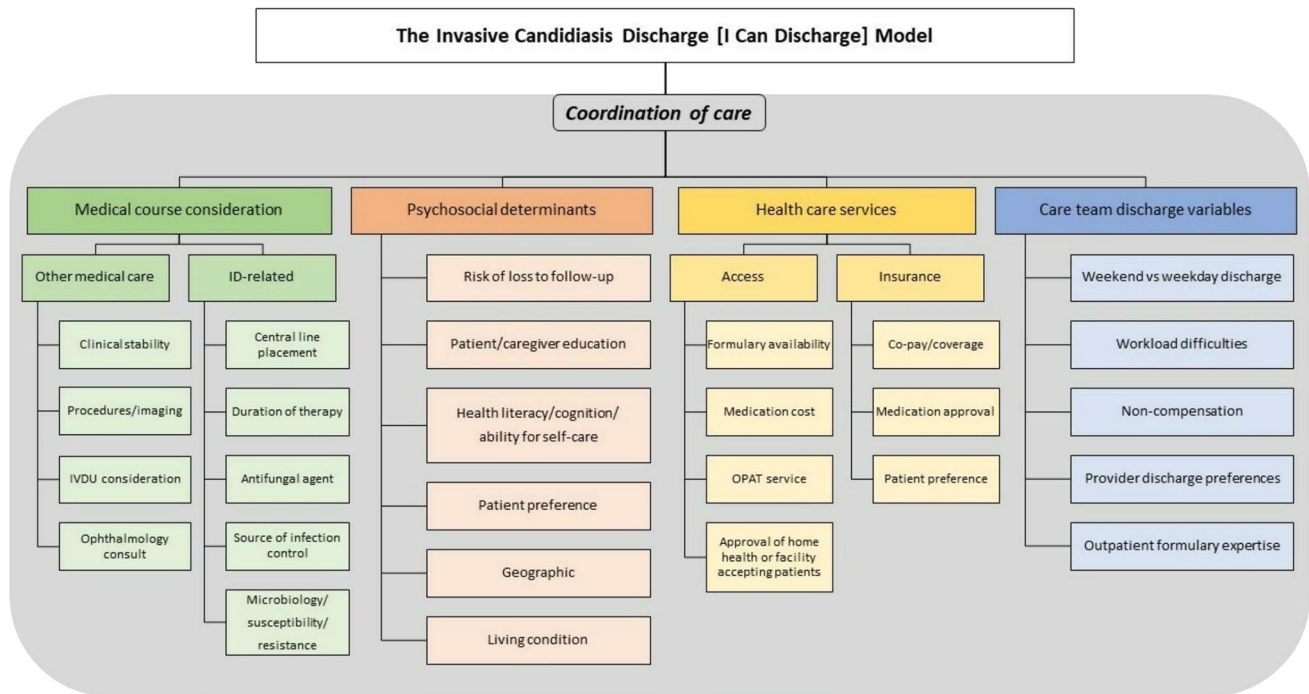 The Invasive Candidiasis Discharge [I Can Discharge] Model
Coordination of care
Medical course consideration
Other medical care
Clinical stability
Procedures/imaging
IVDU consideration
Ophthalmology
consult
ID-related
Central line
placement
Duration of therapy
Antifungal agent
Source of infection
control
Microbiology/
susceptibility/
resistance
Psychosocial determinants
Risk of loss to follow-up
Patient/caregiver education
Health literacy/cognition/
ability for self-care
Patient preference
Geographic
Living condition
Health care services
Access
Formulary availability
Medication cost
OPAT service
Approval of home
health or facility
accepting patients
Insurance
Co-pay/coverage
Medication approval
Patient preference
Care team discharge variables
Weekend vs weekday discharge
Workload difficulties
Non-compensation
Provider discharge preferences
Outpatient formulary expertise